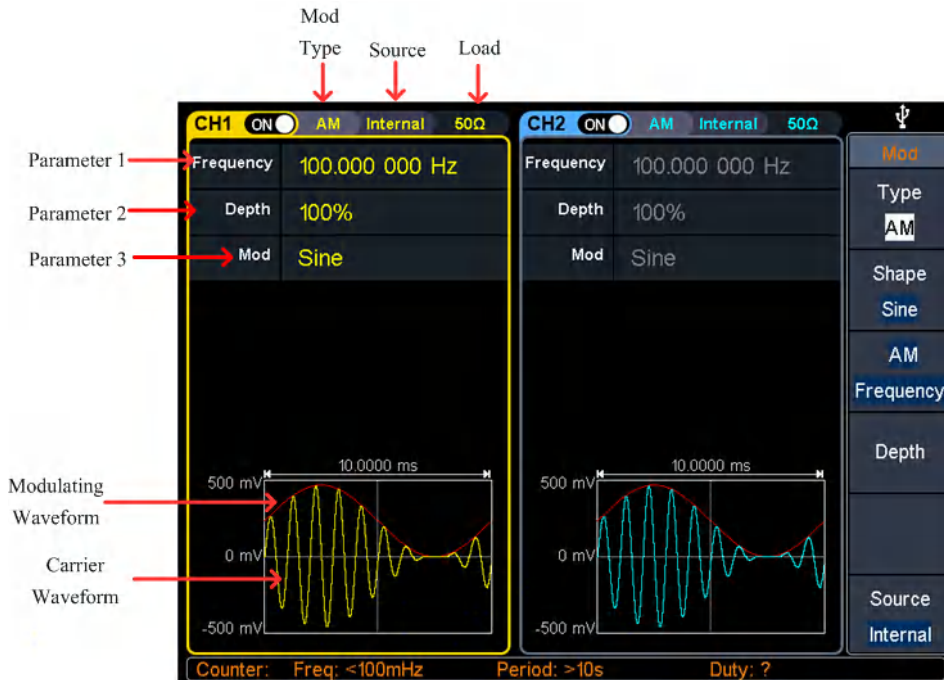 Mod
Type
Source
Load
CH1 ON AM Internal 50Ω
CH2 ON AM Internal 50Ω
Parameter 1
Frequency 100.000 000 Hz
Frequency 100.000 000 Hz
Mod
Parameter 2
Depth 100%
Depth 100%
Type
AM
Parameter 3
Mod Sine
Mod Sine
Shape
Sine
AM
Frequency
Depth
10.0000 ms
10.0000 ms
Modulating
Waveform
500 mV
500 mV
0 mV
0 mV
Carrier
Waveform
-500 mV
-500 mV
Source
Internal
Counter: Freq: <100mHz Period: >10s Duty: ?